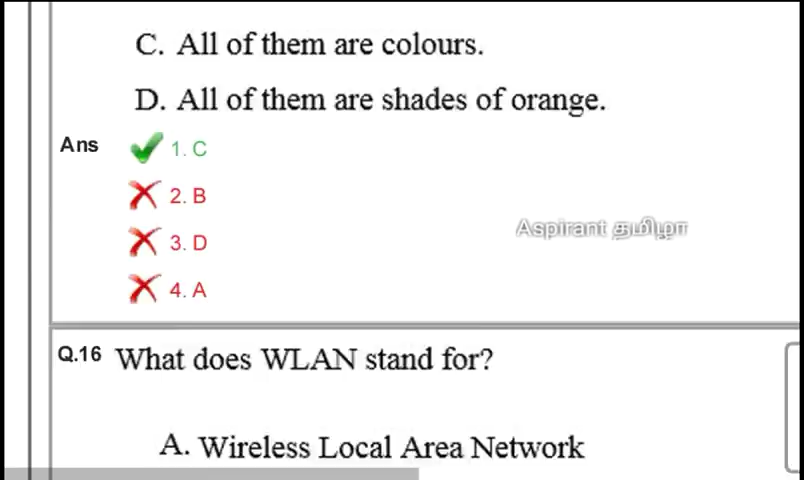 C. All of them are colours.
D. All of them are shades of orange.
Ans
1. C
2. B
3. D
4. A
Aspirant தமிழா
Q.16 What does WLAN stand for?
A. Wireless Local Area Network